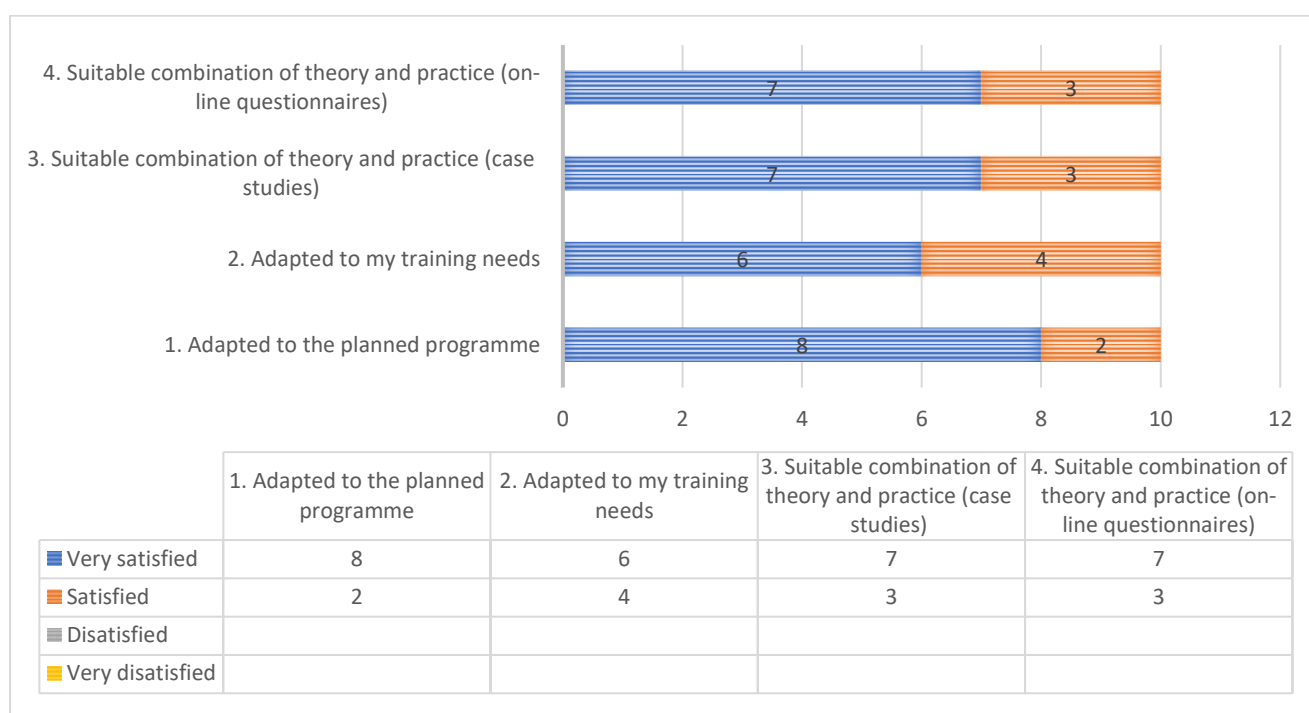 4. Suitable combination of theory and practice (on-
line questionnaires)
7
3
3. Suitable combination of theory and practice (case
studies)
7
3
2. Adapted to my training needs
6
4
1. Adapted to the planned programme
8
2
0 2 4 6 8 10 12
1. Adapted to the planned
programme
2. Adapted to my training
needs
3. Suitable combination of
theory and practice (case
studies)
4. Suitable combination of
theory and practice (on-
line questionnaires)
Very satisfied 8 6 7 7
Satisfied 2 4 3 3
Disatisfied
Very disatisfied